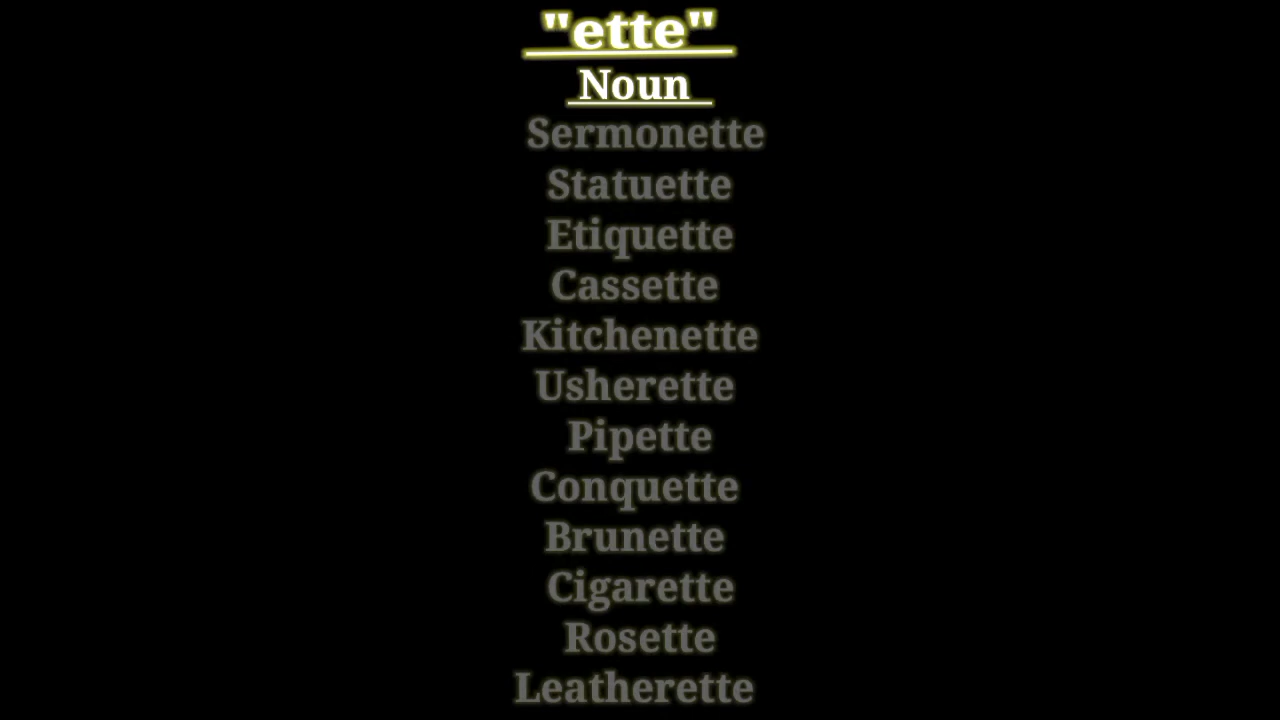 "ette"
Noun
Sermonette
Statuette
Etiquette
Cassette
Kitchenette
Usherette
Pipette
Conquette
Brunette
Cigarette
Rosette
Leatherette